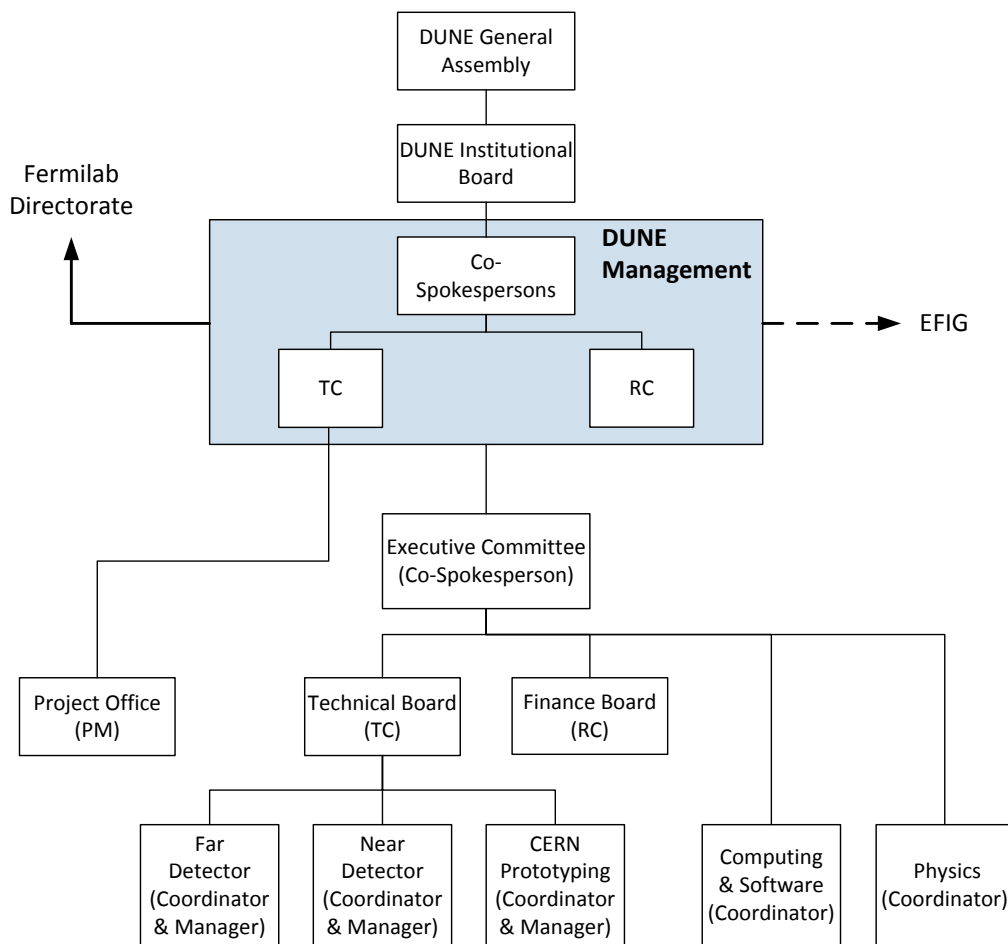 DUNE General
Assembly
DUNE Institutional
Board
Fermilab
Directorate
DUNE
Management
Co-
Spokespersons
EFIG
TC
RC
Executive Committee
(Co-Spokesperson)
Project Office
(PM)
Technical Board
(TC)
Finance Board
(RC)
Far
Detector
(Coordinator
& Manager)
Near
Detector
(Coordinator
& Manager)
CERN
Prototyping
(Coordinator
& Manager)
Computing
& Software
(Coordinator)
Physics
(Coordinator)